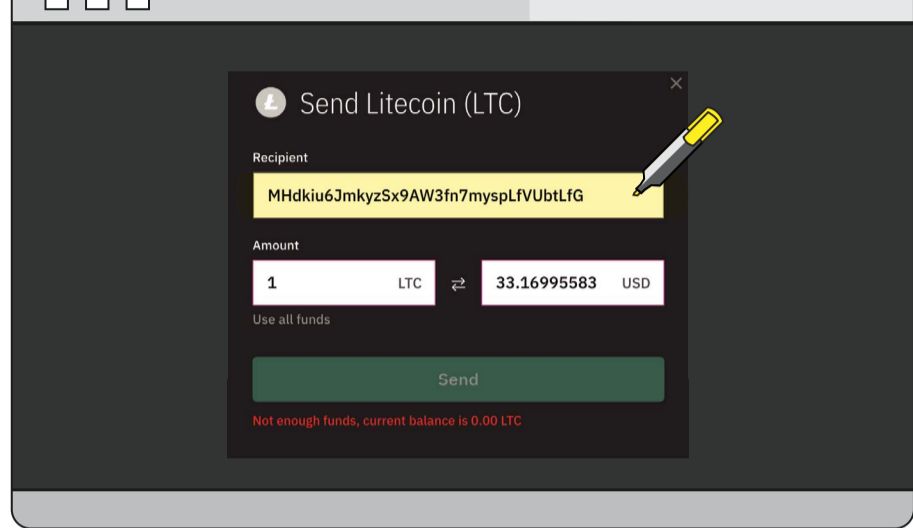 Send Litecoin (LTC)
Recipient
MHdkiu6JmkyzSx9AW3fn7myspLfVUbtLfG
Amount
1 LTC 33.16995583 USD
Use all funds
Send
Not enough funds, current balance is 0.00 LTC